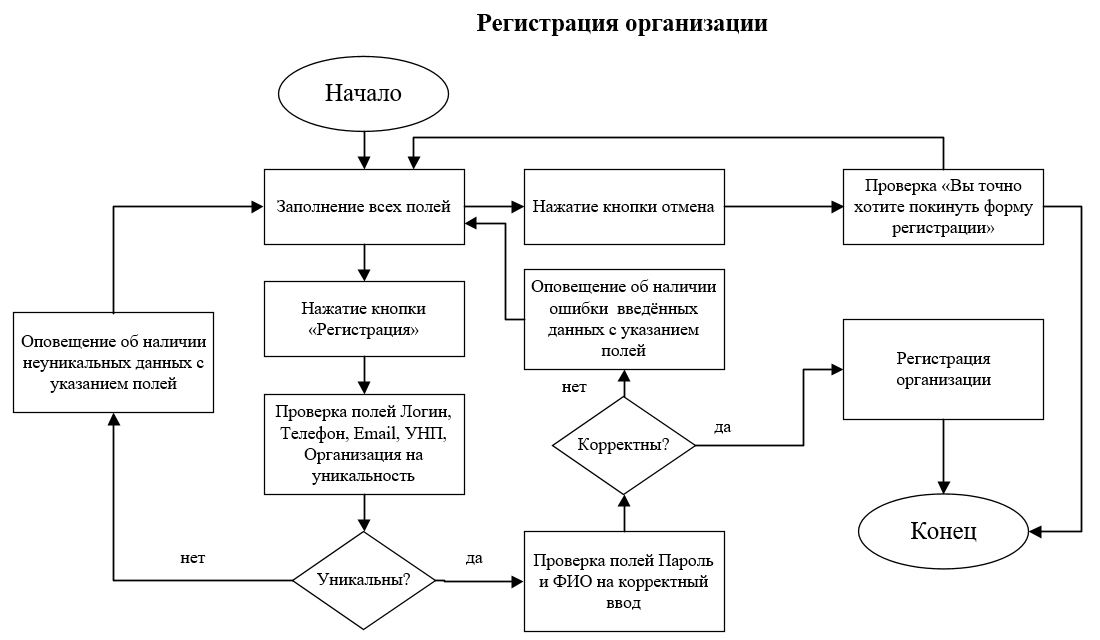 Регистрация организации
Начало
Заполнение всех полей
Нажатие кнопки отмена
Проверка «Вы точно
хотите покинуть форму
регистрации»
Нажатие кнопки
«Регистрация»
Оповещение об наличии
ошибки введённых
данных с указанием
полей
Оповещение об наличии
неуникальных данных с
указанием полей
Регистрация
организации
нет
Проверка полей Логин,
Телефон, Email, УНП,
Организация на
уникальность
Корректны?
да
Конец
нет
Уникальны?
да
Проверка полей Пароль
и ФИО на корректный
ввод